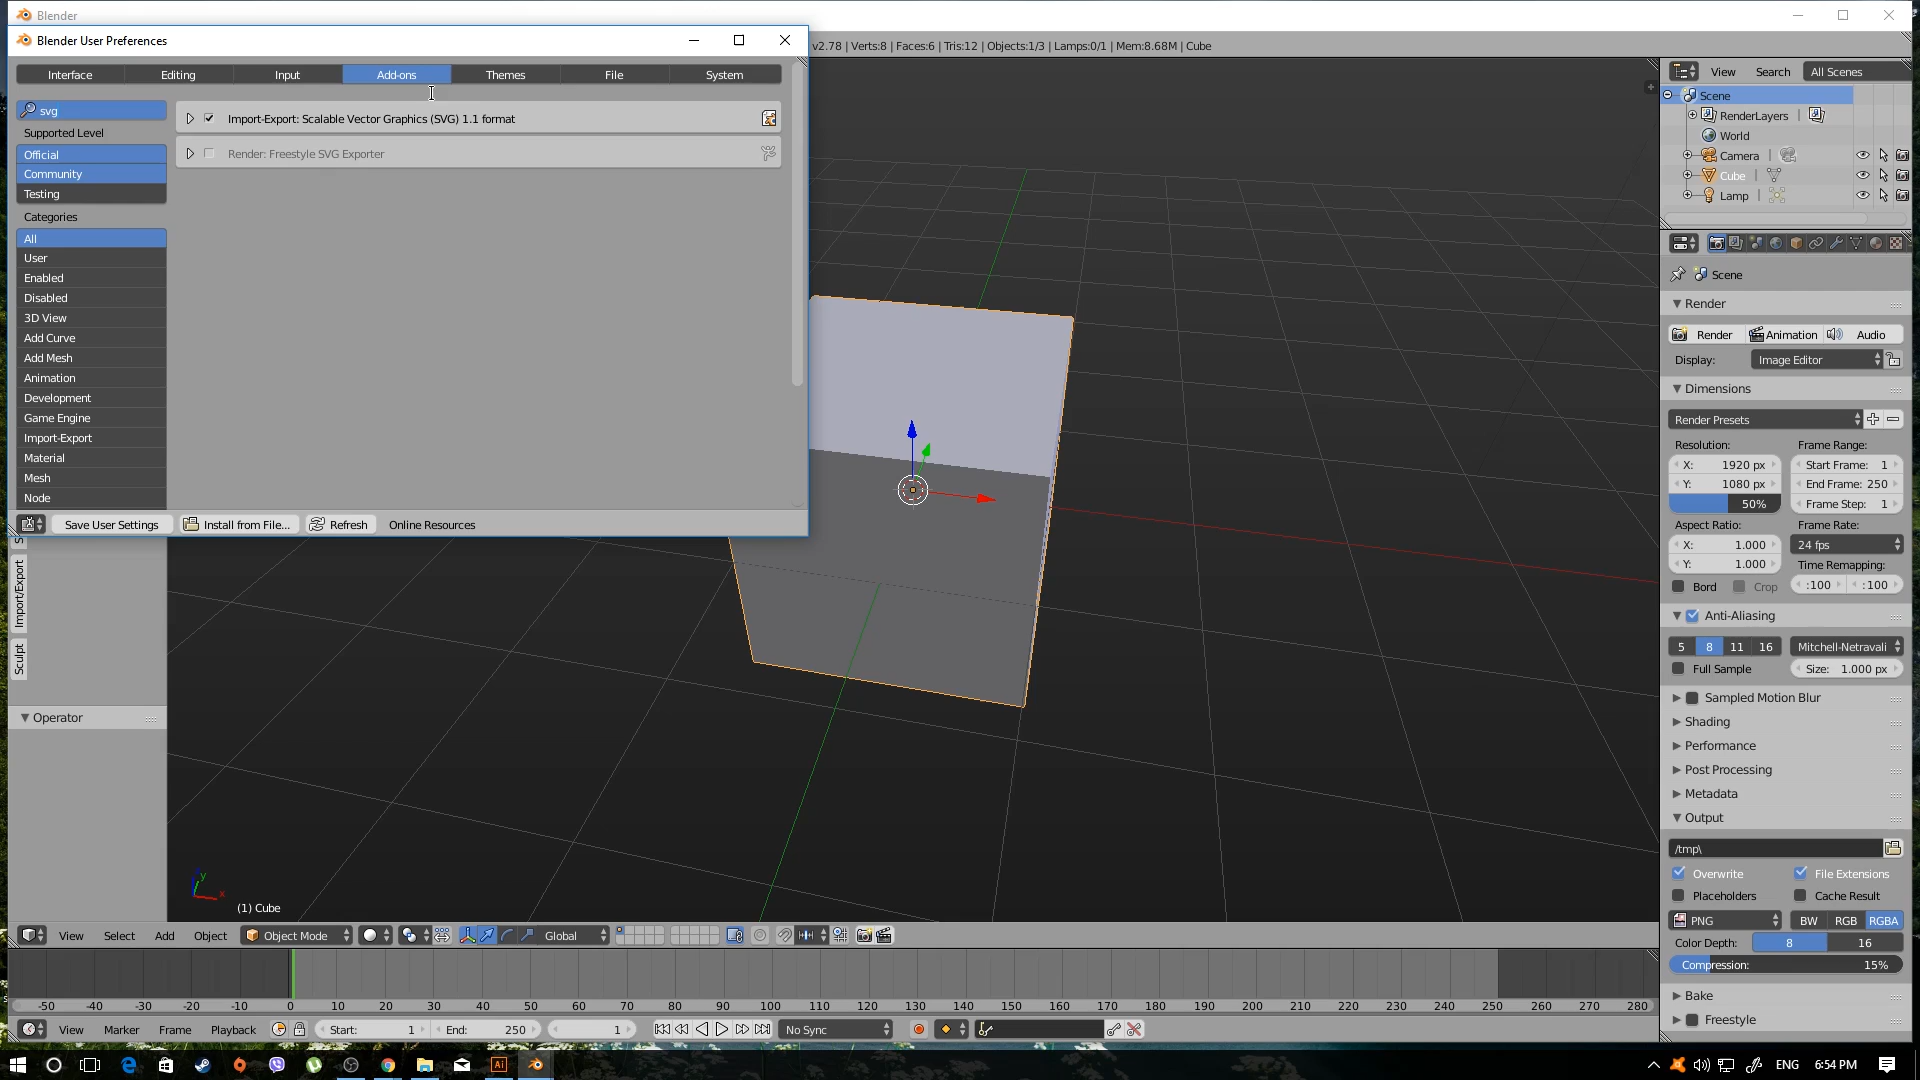 Blender
Blender User Preferences
v2.78 | Verts:8 | Faces:6 | Tris:12 | Objects:1/3 | Lamps:0/1 | Mem:8.68M | Cube
Interface Editing Input Add-ons Themes File System
svg
Supported Level
Official
Community
Testing
Categories
All
User
Enabled
Disabled
3D View
Add Curve
Add Mesh
Animation
Development
Game Engine
Import-Export
Material
Mesh
Node
Import-Export: Scalable Vector Graphics (SVG) 1.1 format
Render: Freestyle SVG Exporter
Save User Settings Install from File... Refresh Online Resources
Import/Export
Sculpt
Operator
(1) Cube
View Select Add Object Object Mode Global
-50 -40 -30 -20 -10 0 10 20 30 40 50 60 70 80 90 100 110 120 130 140 150 160 170 180 190 200 210 220 230 240 250 260 270 280
View Marker Frame Playback Start: 1 End: 250 1 No Sync
View Search All Scenes
Scene
RenderLayers
World
Camera
Cube
Lamp
Scene
Render
Render Animation Audio
Display: Image Editor
Dimensions
Render Presets
Resolution: Frame Range:
X: 1920 px Start Frame: 1
Y: 1080 px End Frame: 250
50% Frame Step: 1
Aspect Ratio: Frame Rate:
X: 1.000 24 fps
Y: 1.000 Time Remapping:
Bord Crop :100 :100
Anti-Aliasing
5 8 11 16 Mitchell-Netravali
Full Sample Size: 1.000 px
Sampled Motion Blur
Shading
Performance
Post Processing
Metadata
Output
/tmp\
Overwrite File Extensions
Placeholders Cache Result
PNG BW RGB RGBA
Color Depth: 8 16
Compression: 15%
Bake
Freestyle
Ai
ENG 6:54 PM